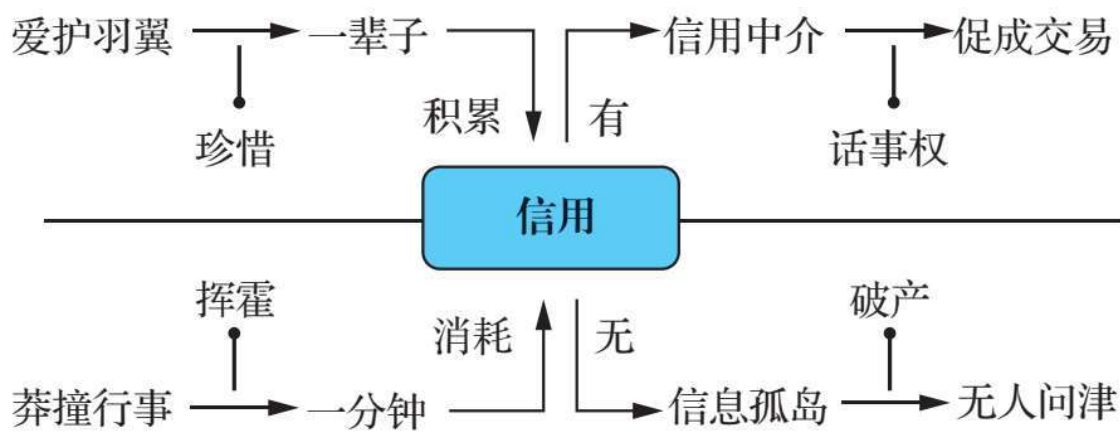 爱护羽翼 一辈子 信用中介 促成交易
积累 有
珍惜 话事权
信用
挥霍 破产
消耗 无
莽撞行事 一分钟 信息孤岛 无人问津